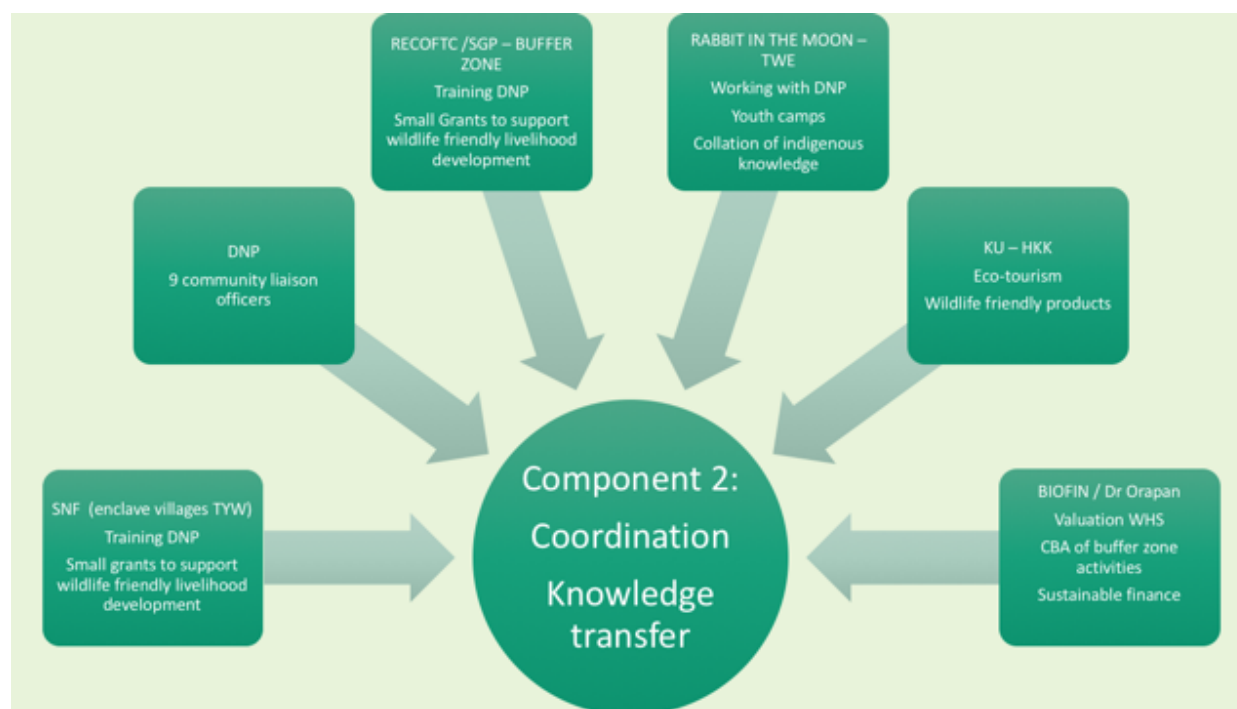 RECOFTC /SGP – BUFFER
ZONE
Training DNP
Small Grants to support
wildlife friendly livelihood
development
RABBIT IN THE MOON –
TWE
Working with DNP
Youth camps
Collation of indigenous
knowledge
DNP
9 community liaison
officers
KU – HKK
Eco-tourism
Wildlife friendly products
SNF (enclave villages TYW)
Training DNP
Small grants to support
wildlife friendly livelihood
development
Component 2:
Coordination
Knowledge
transfer
BIOFIN / Dr Orapan
Valuation WHS
CBA of buffer zone
activities
Sustainable finance